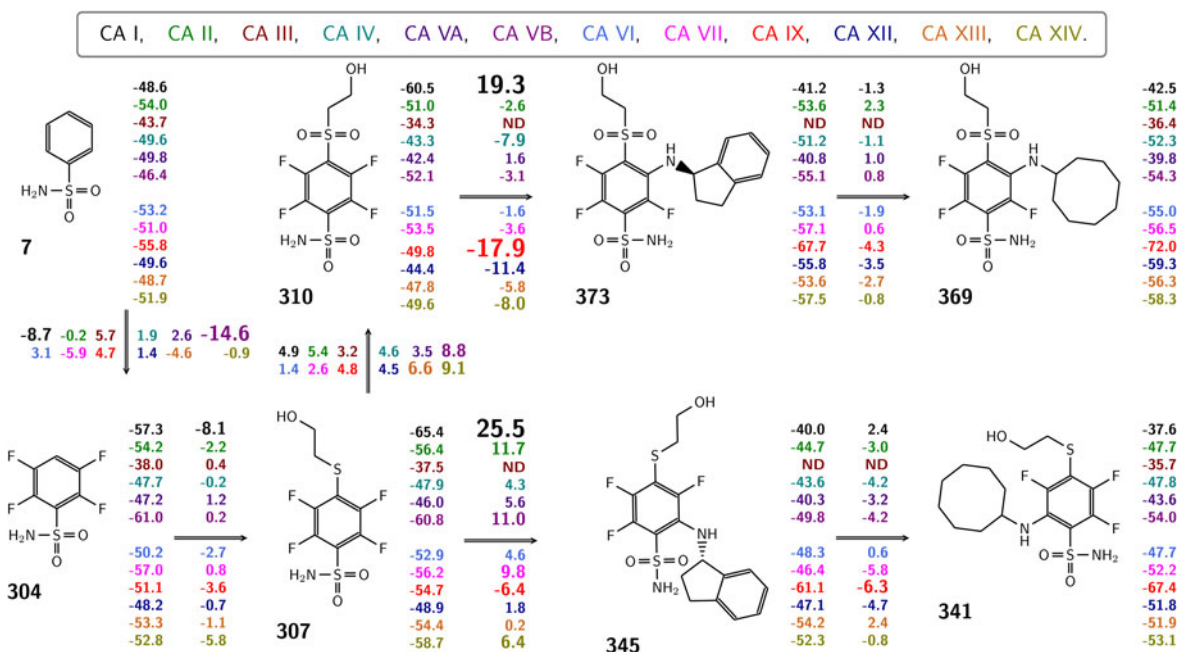 CA I, CA II, CA III, CA IV, CA VA, CA VB, CA VI, CA VII, CA IX, CA XII, CA XIII, CA XIV.
H₂N S O
O
7
-48.6
-54.0
-43.7
-49.6
-49.8
-46.4
-53.2
-51.0
-55.8
-49.6
-48.7
-51.9
OH
O S O
F F
F F
H₂N S O
O
310
-60.5 19.3
-51.0 -2.6
-34.3 ND
-43.3 -7.9
-42.4 1.6
-52.1 -3.1
-51.5 -1.6
-53.5 -3.6
-49.8 -17.9
-44.4 -11.4
-47.8 -5.8
-49.6 -8.0
OH
O S O
H
F N
F F
O S NH₂
O
373
-41.2 -1.3
-53.6 2.3
ND ND
-51.2 -1.1
-40.8 1.0
-55.1 0.8
-53.1 -1.9
-57.1 0.6
-67.7 -4.3
-55.8 -3.5
-53.6 -2.7
-57.5 -0.8
OH
O S O
H
F N
F F
O S NH₂
O
369
-42.5
-51.4
-36.4
-52.3
-39.8
-54.3
-55.0
-56.5
-72.0
-59.3
-56.3
-58.3
-8.7 -0.2 5.7 1.9 2.6 -14.6
3.1 -5.9 4.7 1.4 -4.6 -0.9
4.9 5.4 3.2 4.6 3.5 8.8
1.4 2.6 4.8 4.5 6.6 9.1
F F
F F
H₂N S O
O
304
-57.3 -8.1
-54.2 -2.2
-38.0 0.4
-47.7 -0.2
-47.2 1.2
-61.0 0.2
-50.2 -2.7
-57.0 0.8
-51.1 -3.6
-48.2 -0.7
-53.3 -1.1
-52.8 -5.8
HO
S
F F
F F
H₂N S O
O
307
-65.4 25.5
-56.4 11.7
-37.5 ND
-47.9 4.3
-46.0 5.6
-60.8 11.0
-52.9 4.6
-56.2 9.8
-54.7 -6.4
-48.9 1.8
-54.4 0.2
-58.7 6.4
OH
S
F F
F NH
O S O
NH₂
345
-40.0 2.4
-44.7 -3.0
ND ND
-43.6 -4.2
-40.3 -3.2
-49.8 -4.2
-48.3 0.6
-46.4 -5.8
-61.1 -6.3
-47.1 -4.7
-54.2 2.4
-52.3 -0.8
HO
S
F F
N F
H
O S NH₂
O
341
-37.6
-47.7
-35.7
-47.8
-43.6
-54.0
-47.7
-52.2
-67.4
-51.8
-51.9
-53.1